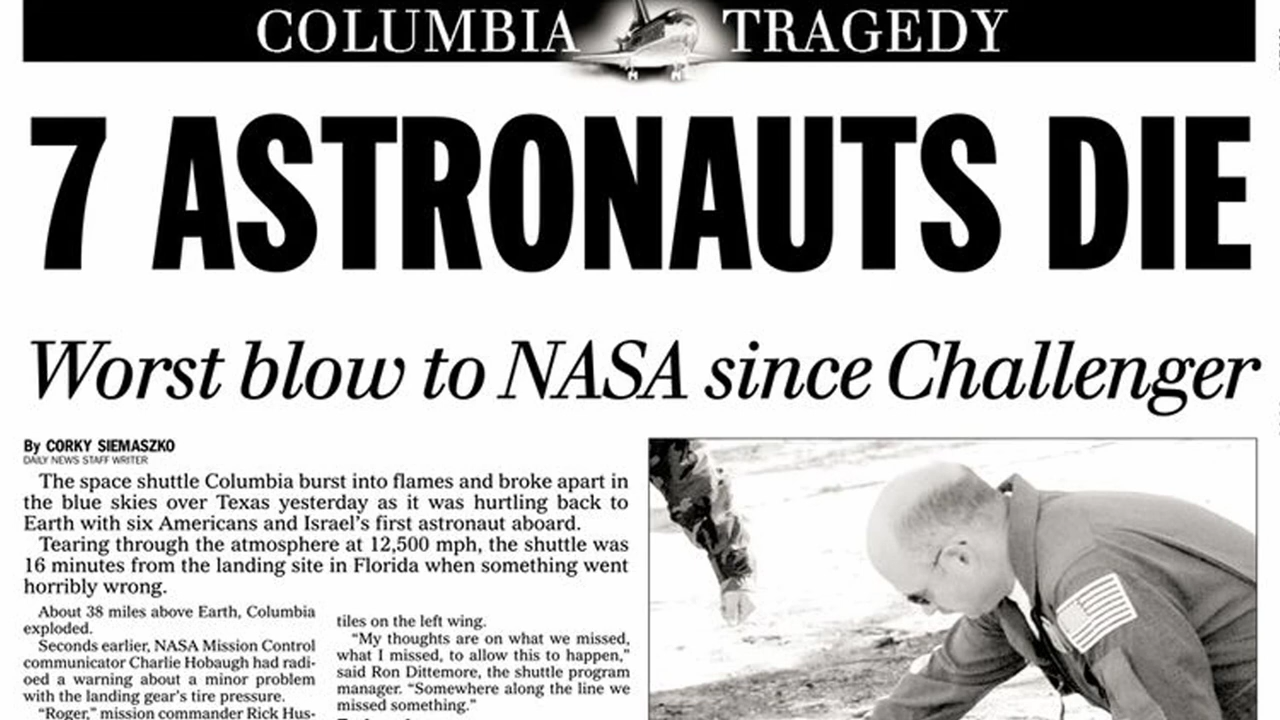 COLUMBIA TRAGEDY
7 ASTRONAUTS DIE
Worst blow to NASA since Challenger
By CORKY SIEMASZKO
DAILY NEWS STAFF WRITER
The space shuttle Columbia burst into flames and broke apart in
the blue skies over Texas yesterday as it was hurtling back to
Earth with six Americans and Israel's first astronaut aboard.
Tearing through the atmosphere at 12,500 mph, the shuttle was
16 minutes from the landing site in Florida when something went
horribly wrong.
About 38 miles above Earth, Columbia
exploded.
Seconds earlier, NASA Mission Control
communicator Charlie Hobaugh had radi-
oed a warning about a minor problem
with the landing gear's tire pressure.
"Roger," mission commander Rick Hus-
tiles on the left wing.
"My thoughts are on what we missed,
what I missed, to allow this to happen,"
said Ron Dittemore, the shuttle program
manager. "Somewhere along the line we
missed something."